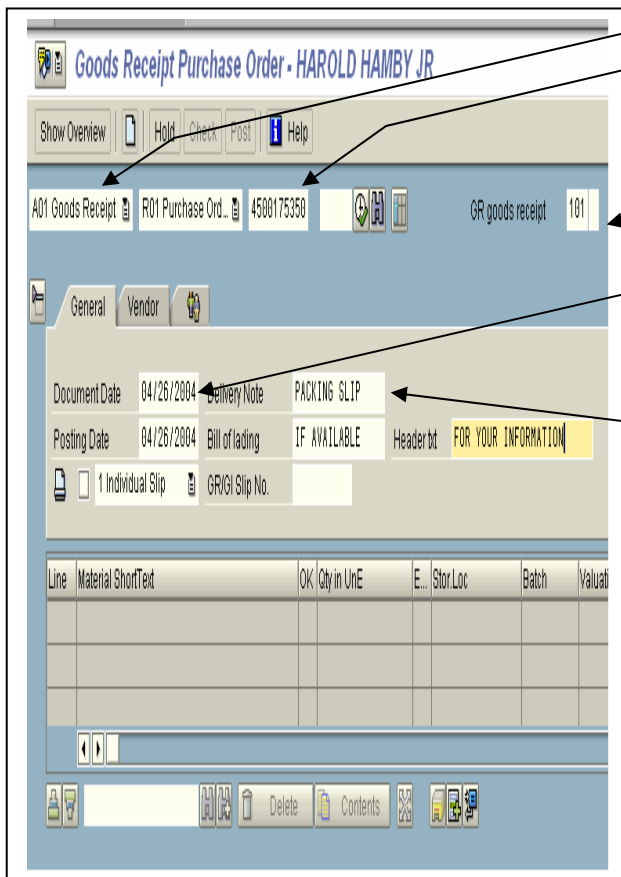 Goods Receipt Purchase Order - HAROLD HAMBY JR
Show Overview Hold Check Post Help
A01 Goods Receipt R01 Purchase Ord... 4500175350 GR goods receipt 101
General Vendor
Document Date 04/26/2004 Delivery Note PACKING SLIP
Posting Date 04/26/2004 Bill of lading IF AVAILABLE Header txt FOR YOUR INFORMATION
1 Individual Slip GR/GI Slip No.
Line Material ShortText OK Qty in UnE E... Stor.Loc Batch Valuati
Delete Contents